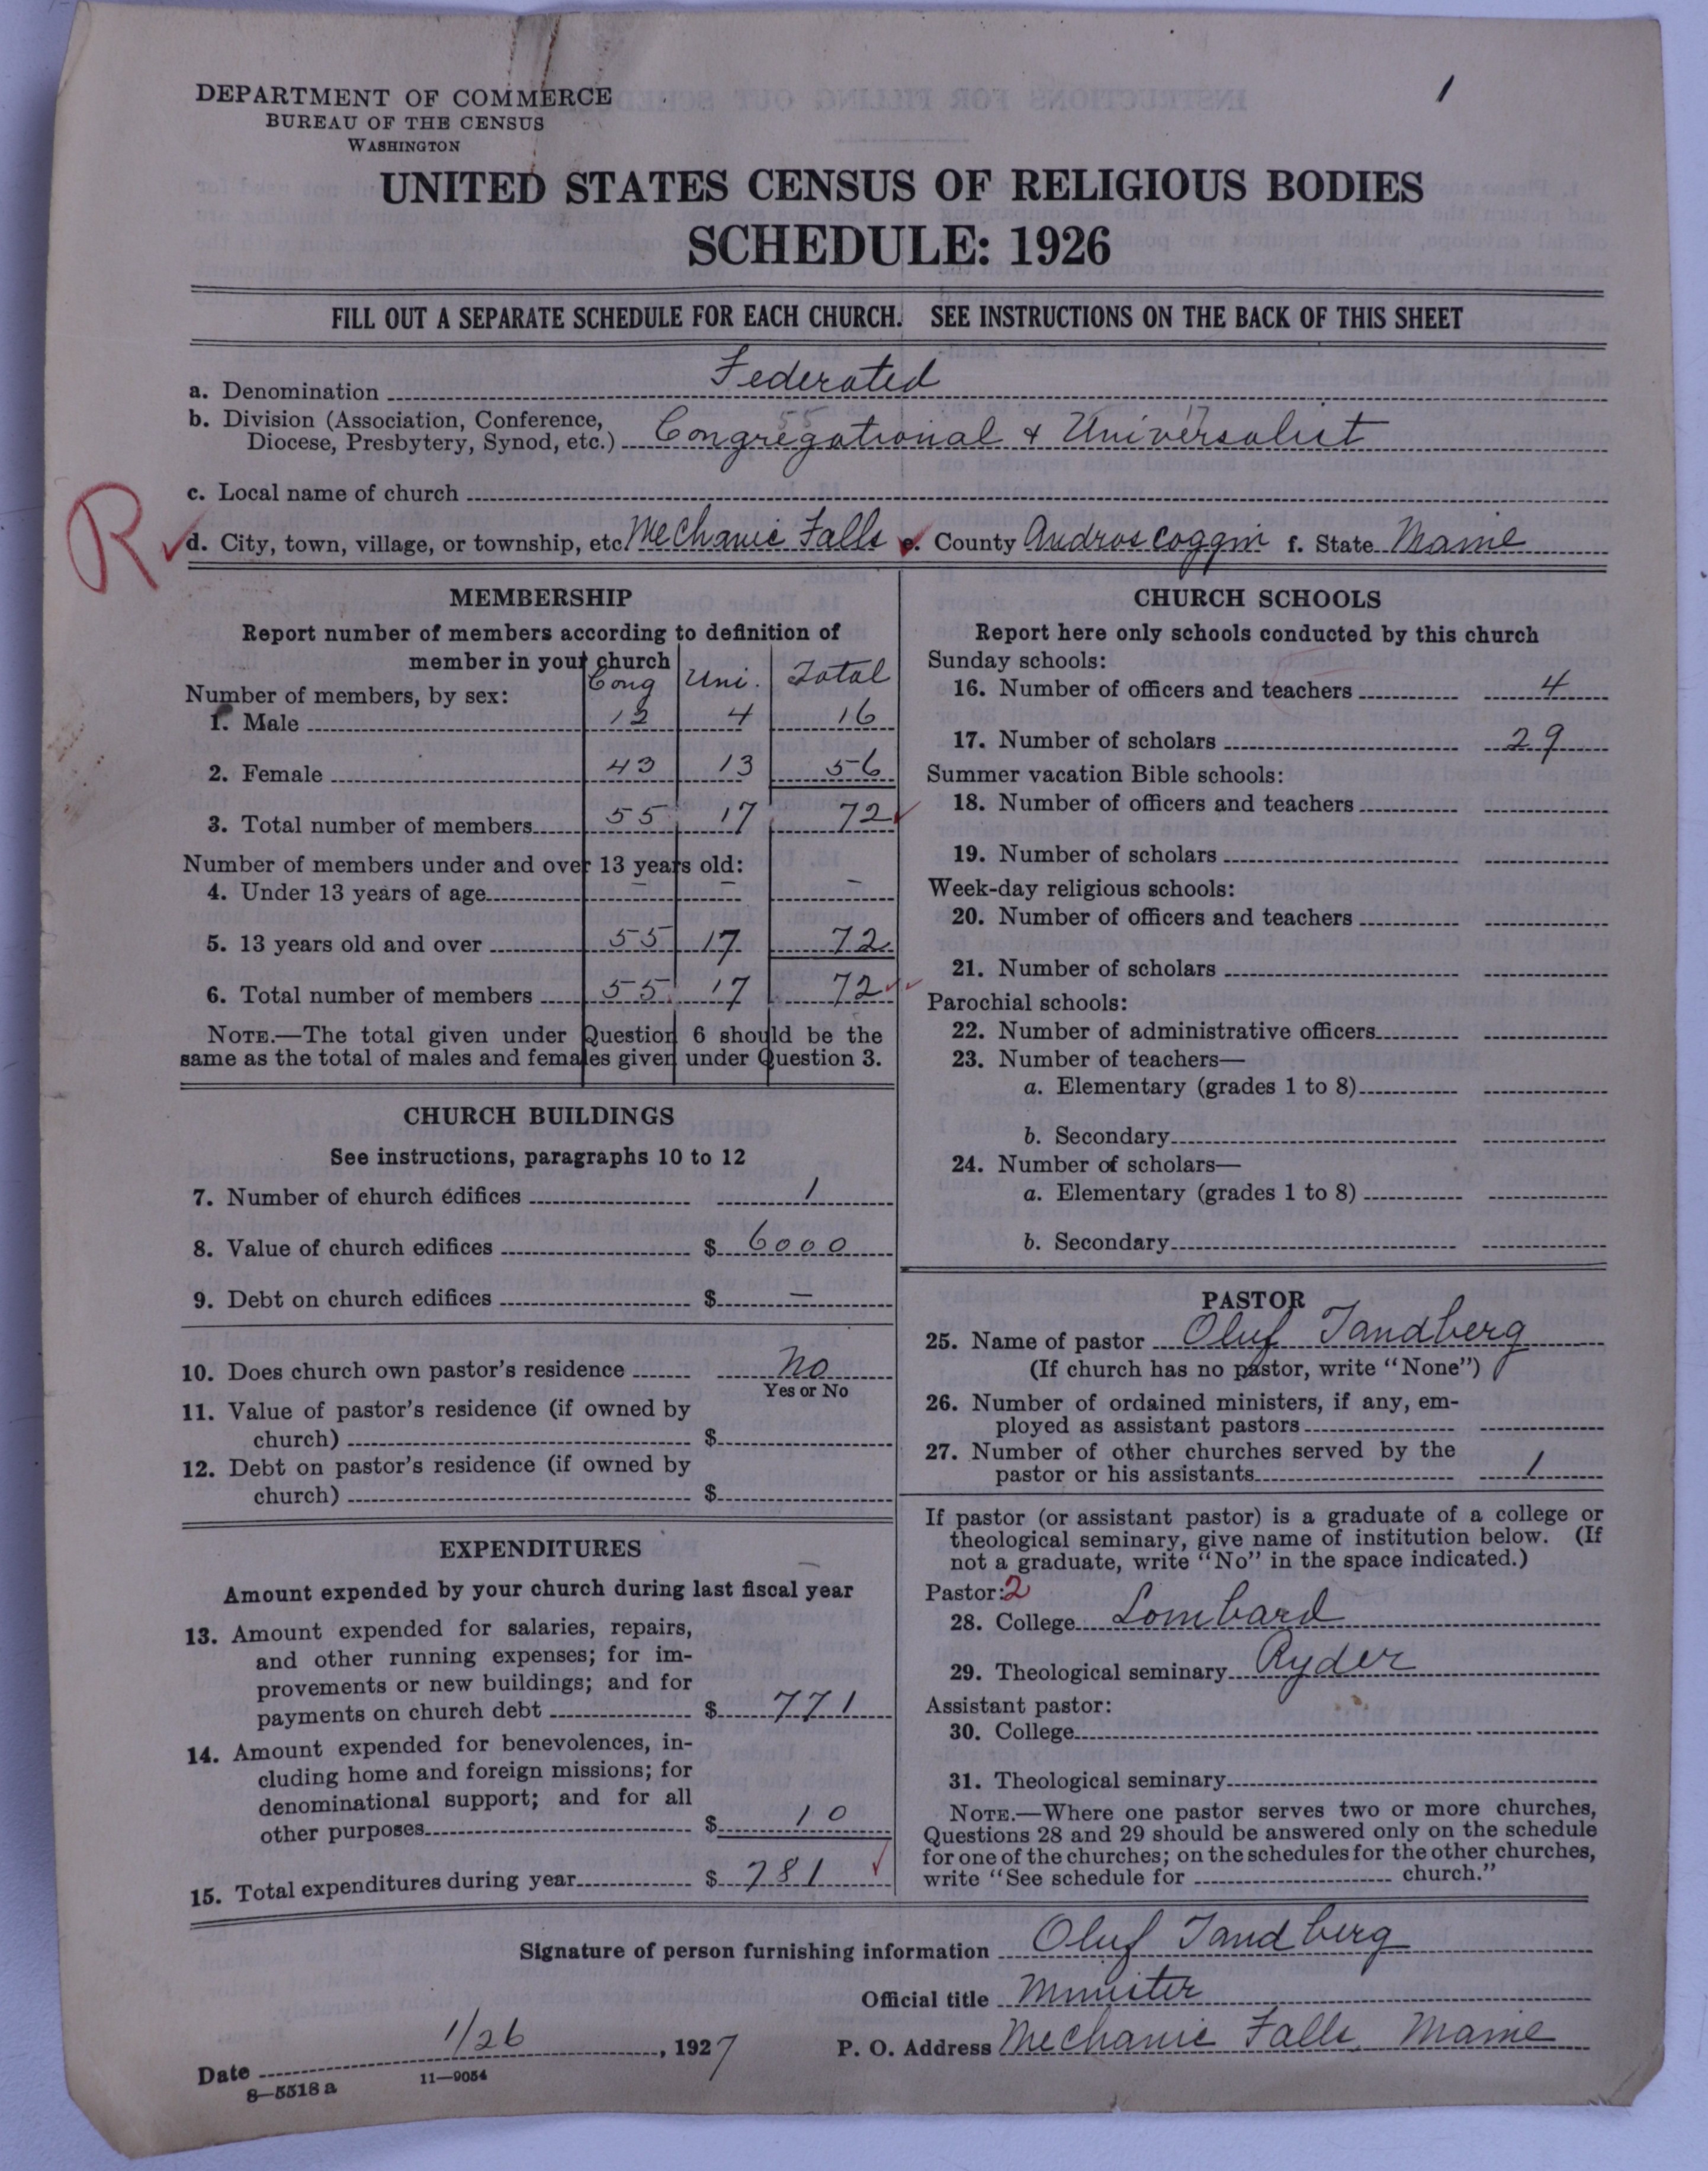 1
DEPARTMENT OF COMMERCE
BUREAU OF THE CENSUS
WASHINGTON
UNITED STATES CENSUS OF RELIGIOUS BODIES
SCHEDULE: 1926
FILL OUT A SEPARATE SCHEDULE FOR EACH CHURCH. SEE INSTRUCTIONS ON THE BACK OF THIS SHEET
a. Denomination Federated
b. Division (Association, Conference, 55 17
Diocese, Presbytery, Synod, etc.) Congregational & Universalist
c. Local name of church
R
d. City, town, village, or township, etc Mechanic Falls e. County Androscoggin f. State Maine
MEMBERSHIP
Report number of members according to definition of
member in your church
Cong Uni. Total
Number of members, by sex:
1. Male 12 4 16
2. Female 43 13 56
3. Total number of members 55 17 72
Number of members under and over 13 years old:
4. Under 13 years of age – – –
5. 13 years old and over 55 17 72
6. Total number of members 55 17 72
NOTE.—The total given under Question 6 should be the
same as the total of males and females given under Question 3.
CHURCH BUILDINGS
See instructions, paragraphs 10 to 12
7. Number of church edifices 1
8. Value of church edifices $ 6000
9. Debt on church edifices $ –
10. Does church own pastor's residence No
Yes or No
11. Value of pastor's residence (if owned by
church) $
12. Debt on pastor's residence (if owned by
church) $
EXPENDITURES
Amount expended by your church during last fiscal year
13. Amount expended for salaries, repairs,
and other running expenses; for im-
provements or new buildings; and for
payments on church debt $ 771
14. Amount expended for benevolences, in-
cluding home and foreign missions; for
denominational support; and for all
other purposes $ 10
15. Total expenditures during year $ 781
CHURCH SCHOOLS
Report here only schools conducted by this church
Sunday schools:
16. Number of officers and teachers 4
17. Number of scholars 29
Summer vacation Bible schools:
18. Number of officers and teachers
19. Number of scholars
Week-day religious schools:
20. Number of officers and teachers
21. Number of scholars
Parochial schools:
22. Number of administrative officers
23. Number of teachers—
a. Elementary (grades 1 to 8)
b. Secondary
24. Number of scholars—
a. Elementary (grades 1 to 8)
b. Secondary
PASTOR
25. Name of pastor Oluf Tandberg
(If church has no pastor, write "None")
26. Number of ordained ministers, if any, em-
ployed as assistant pastors
27. Number of other churches served by the
pastor or his assistants 1
If pastor (or assistant pastor) is a graduate of a college or
theological seminary, give name of institution below. (If
not a graduate, write "No" in the space indicated.)
Pastor: 2
28. College Lombard
29. Theological seminary Ryder
Assistant pastor:
30. College
31. Theological seminary
NOTE.—Where one pastor serves two or more churches,
Questions 28 and 29 should be answered only on the schedule
for one of the churches; on the schedules for the other churches,
write "See schedule for church."
Signature of person furnishing information Oluf Tandberg
Official title Minister
Date 1/26, 1927 P. O. Address Mechanic Falls, Maine
8—5518 a 11—9054